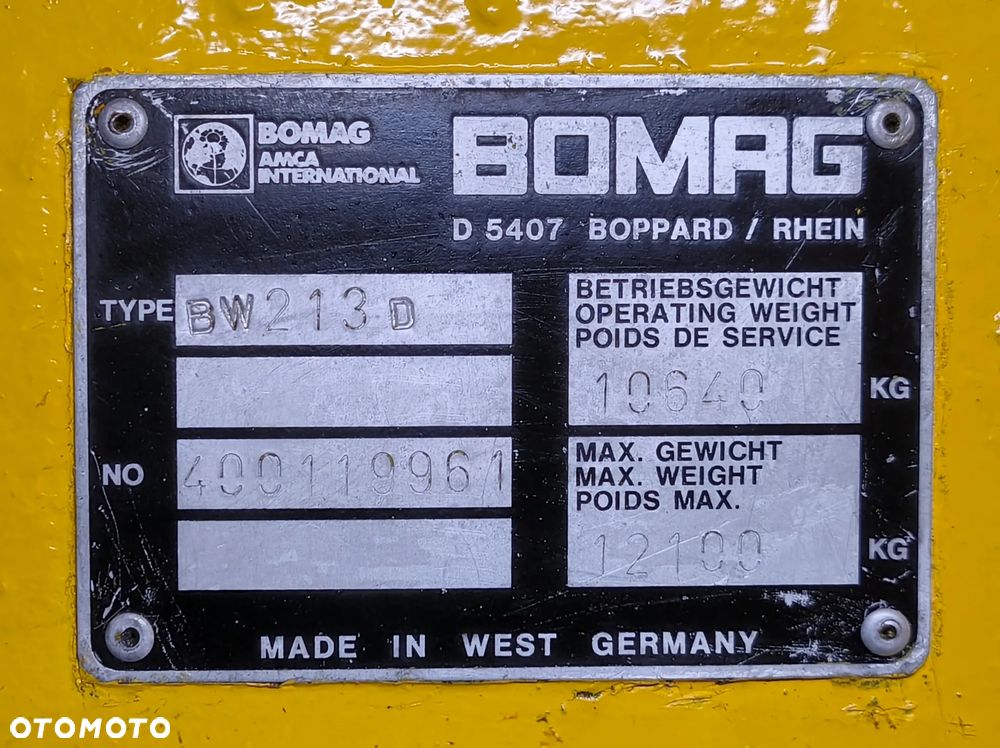 BOMAG
AMCA
INTERNATIONAL
BOMAG
D 5407 BOPPARD / RHEIN
TYPE BW213D
NO 400119961
BETRIEBSGEWICHT
OPERATING WEIGHT
POIDS DE SERVICE
10640 KG
MAX. GEWICHT
MAX. WEIGHT
POIDS MAX.
12100 KG
MADE IN WEST GERMANY
OTOMOTO